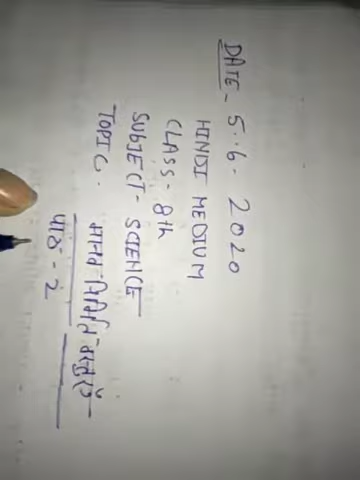 DATE - 5.6-2020
HINDI MEDIUM
CLASS - 8th
SUBJECT - SCIENCE
TOPIC. मानव निर्मित वस्तुएँ
पाठ - 2